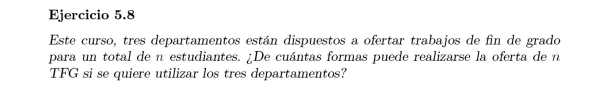 Ejercicio 5.8
Este curso, tres departamentos están dispuestos a ofertar trabajos de fin de grado
para un total de n estudiantes. ¿De cuántas formas puede realizarse la oferta de n
TFG si se quiere utilizar los tres departamentos?